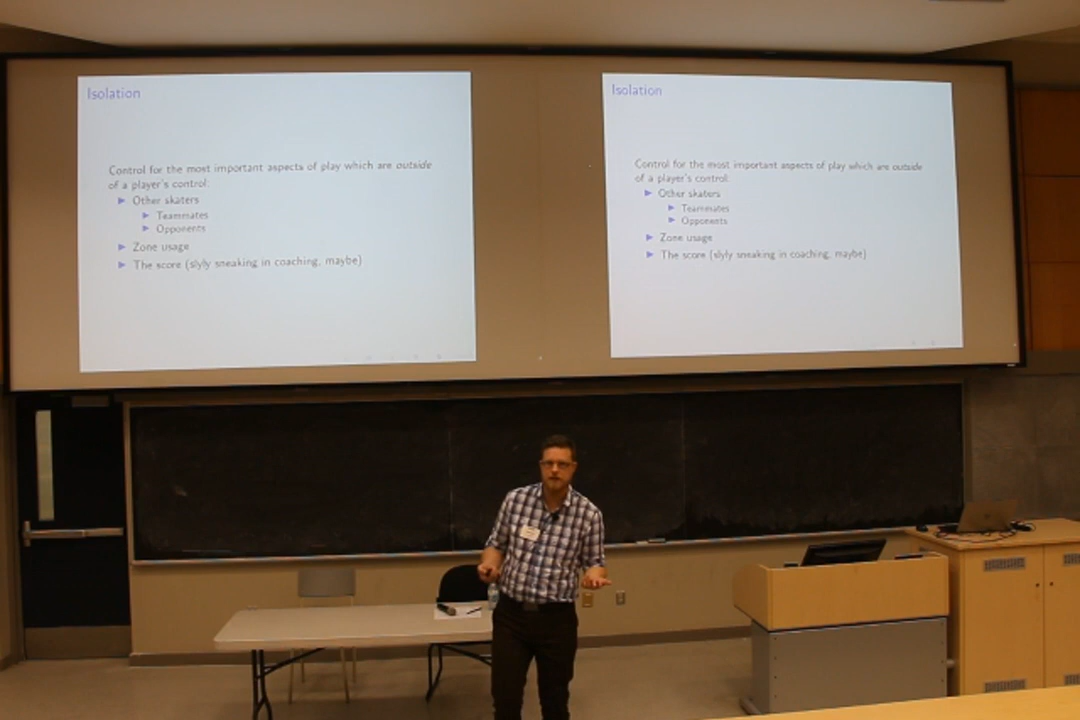 Isolation
Control for the most important aspects of play which are outside
of a player's control:
▶ Other skaters
▶ Teammates
▶ Opponents
▶ Zone usage
▶ The score (slyly sneaking in coaching, maybe)
Isolation
Control for the most important aspects of play which are outside
of a player's control:
▶ Other skaters
▶ Teammates
▶ Opponents
▶ Zone usage
▶ The score (slyly sneaking in coaching, maybe)